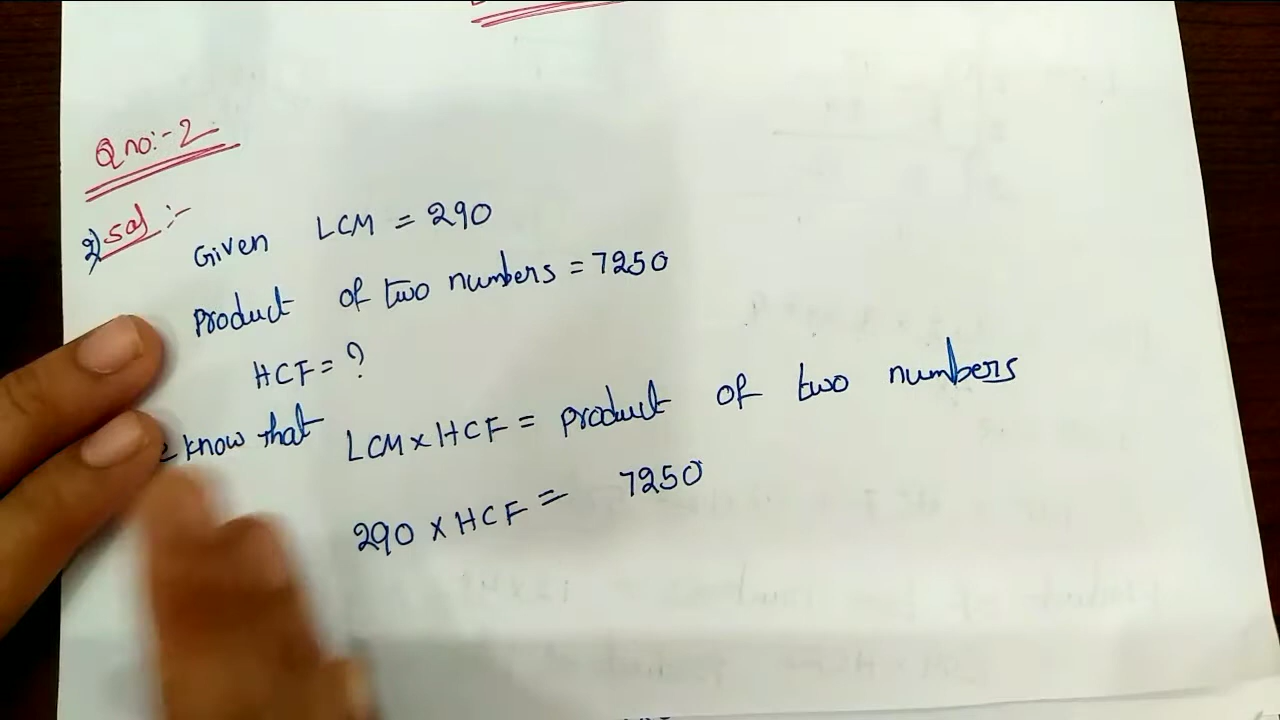 Q no:- 2
2) Sol :-
Given LCM = 290
Product of two numbers = 7250
HCF = ?
know that LCM x HCF = product of two numbers
290 x HCF = 7250